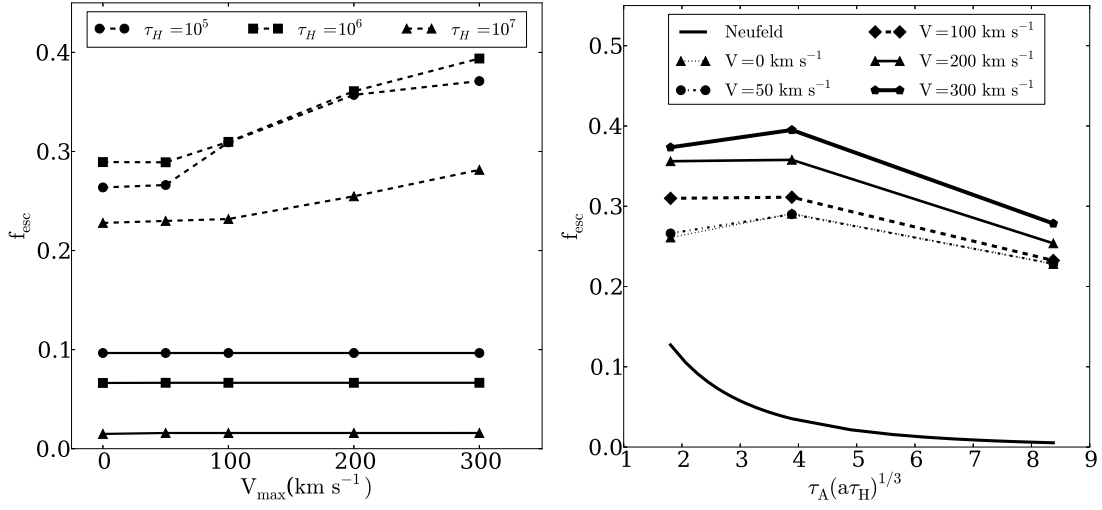 τ_H =10^5 τ_H =10^6 τ_H =10^7
0.4
0.3
0.2
0.1
0.0
f_esc
0 100 200 300
V_max(km s^−1)
Neufeld
V=0 km s^−1
V=50 km s^−1
V=100 km s^−1
V=200 km s^−1
V=300 km s^−1
0.5
0.4
0.3
0.2
0.1
0.0
f_esc
1 2 3 4 5 6 7 8 9
τ_A(aτ_H)^1/3